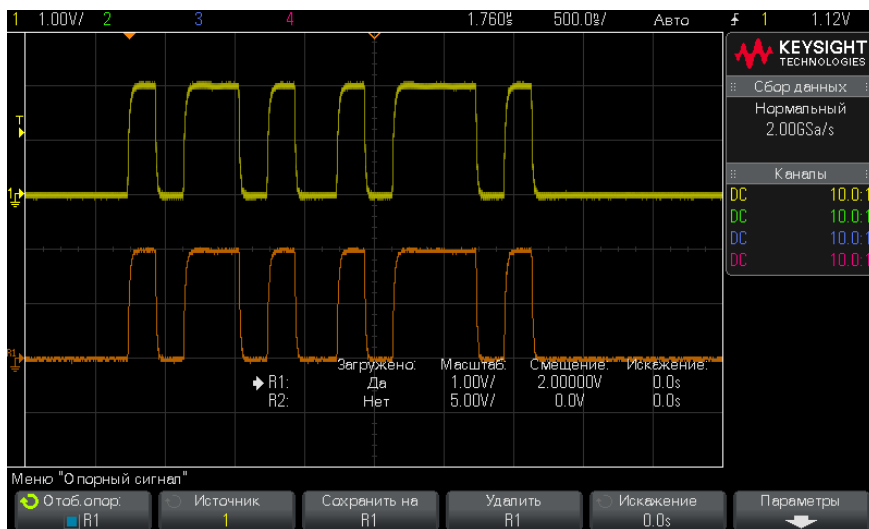 1 1.00V/ 2 3 4 1.760s 500.0s/ Авто 1 1.12V
KEYSIGHT
TECHNOLOGIES
Сбор данных
Нормальный
2.00GSa/s
Каналы
DC 10.0:1
DC 10.0:1
DC 10.0:1
DC 10.0:1
T
1
R1
Загружено: Масштаб: Смещение: Искажение:
R1: Да 1.00V/ 2.00000V 0.0s
R2: Нет 5.00V/ 0.0V 0.0s
Меню "Опорный сигнал"
Отоб.опор: Источник Сохранить на Удалить Искажение Параметры
R1 1 R1 R1 0.0s